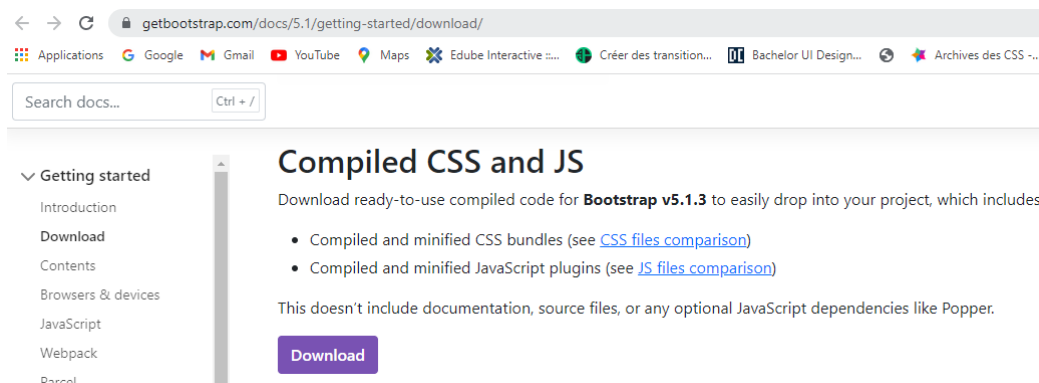 getbootstrap.com/docs/5.1/getting-started/download/
Applications Google Gmail YouTube Maps Edube Interactive ::.... Créer des transition... Bachelor UI Design... Archives des CSS -...
Search docs... Ctrl + /
Compiled CSS and JS
Getting started
Download ready-to-use compiled code for Bootstrap v5.1.3 to easily drop into your project, which includes
Introduction
Download
• Compiled and minified CSS bundles (see CSS files comparison)
Contents
• Compiled and minified JavaScript plugins (see JS files comparison)
Browsers & devices
This doesn't include documentation, source files, or any optional JavaScript dependencies like Popper.
JavaScript
Webpack
Download
Parcel